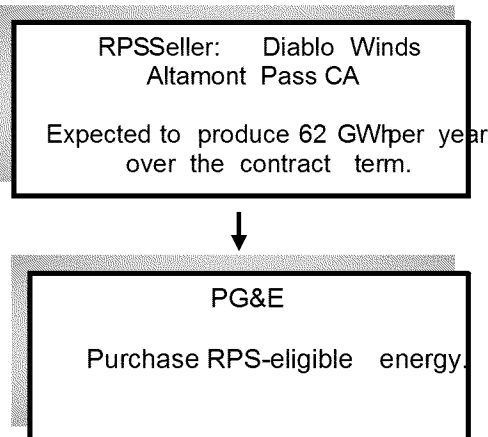 RPSSeller: Diablo Winds
Altamont Pass CA
Expected to produce 62 GWhper year
over the contract term.
PG&E
Purchase RPS-eligible energy.